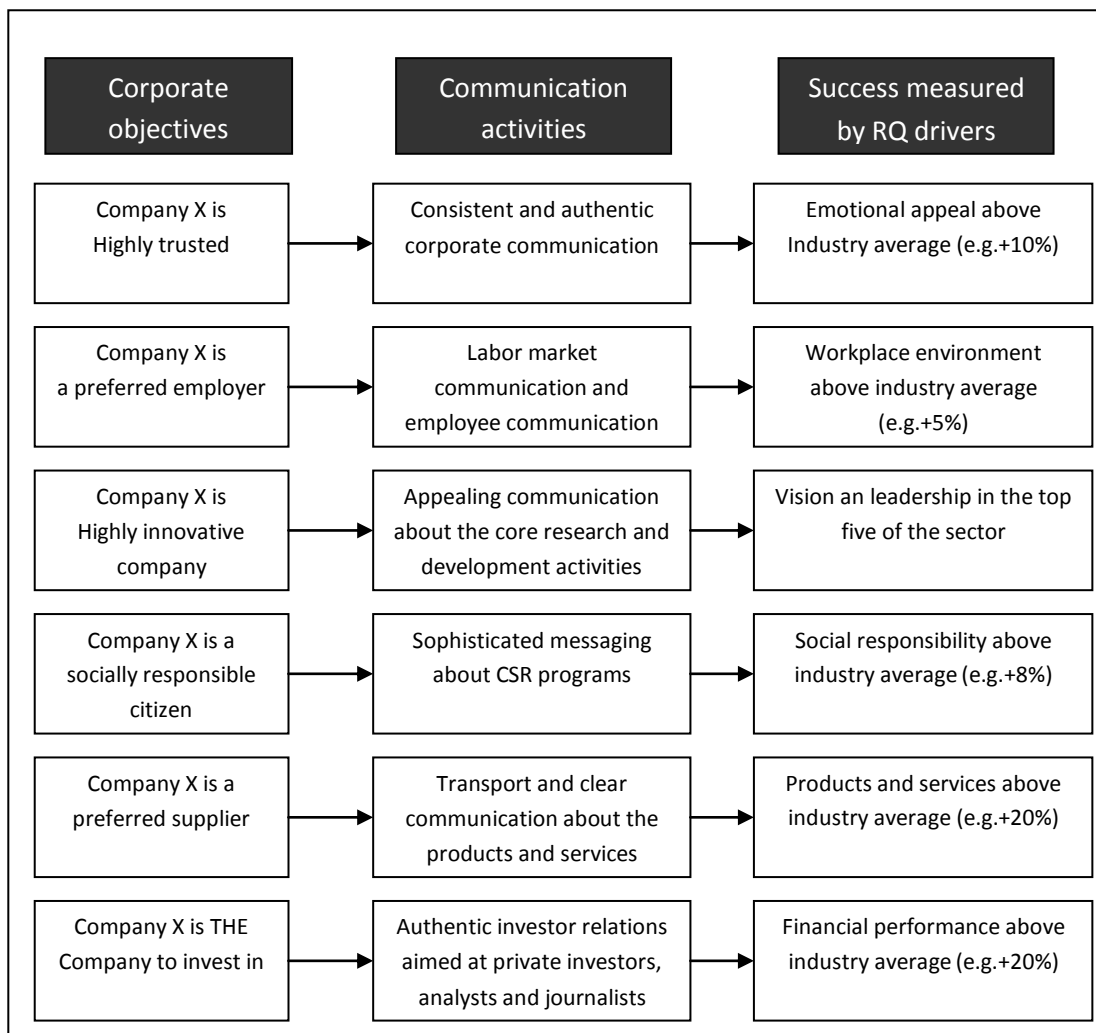 Corporate
objectives
Communication
activities
Success measured
by RQ drivers
Company X is
Highly trusted
Consistent and authentic
corporate communication
Emotional appeal above
Industry average (e.g.+10%)
Company X is
a preferred employer
Labor market
communication and
employee communication
Workplace environment
above industry average
(e.g.+5%)
Company X is
Highly innovative
company
Appealing communication
about the core research and
development activities
Vision an leadership in the top
five of the sector
Company X is a
socially responsible
citizen
Sophisticated messaging
about CSR programs
Social responsibility above
industry average (e.g.+8%)
Company X is a
preferred supplier
Transport and clear
communication about the
products and services
Products and services above
industry average (e.g.+20%)
Company X is THE
Company to invest in
Authentic investor relations
aimed at private investors,
analysts and journalists
Financial performance above
industry average (e.g.+20%)